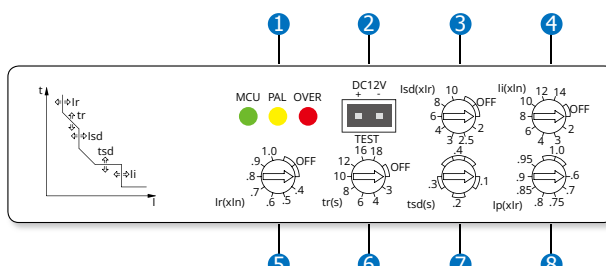 1 2 3 4
t
Ir
tr
Isd
tsd
Ii
I
MCU PAL OVER
DC12V
+ -
TEST
Isd(xIr)
10
8
6
4
3
2.5
2
OFF
Ii(xIn)
12 14
10
8
6
4
3
2
OFF
1.0
.9
.8
.7
.6
.5
.4
OFF
Ir(xIn)
16 18
12
10
8
6
4
3
OFF
tr(s)
.4
.3
.2
.1
tsd(s)
1.0
.95
.9
.85
.8
.75
.7
.6
Ip(xIr)
5 6 7 8